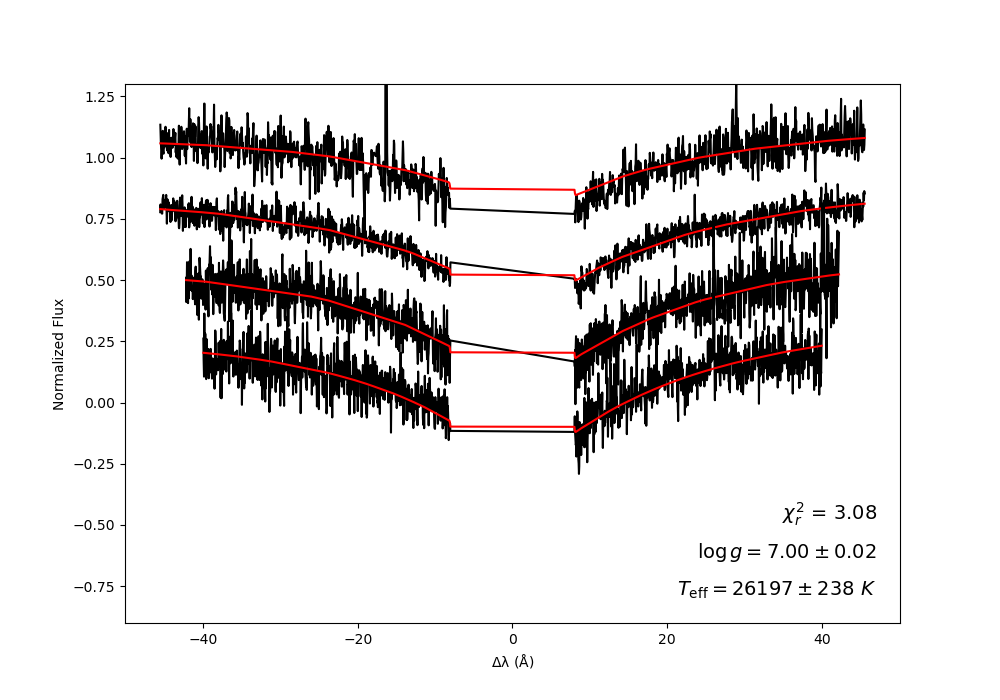 1.25
1.00
0.75
0.50
0.25
0.00
−0.25
−0.50
−0.75
Normalized Flux
χ²ᵣ = 3.08
log g = 7.00 ± 0.02
T_eff = 26197 ± 238 K
−40 −20 0 20 40
Δλ (Å)